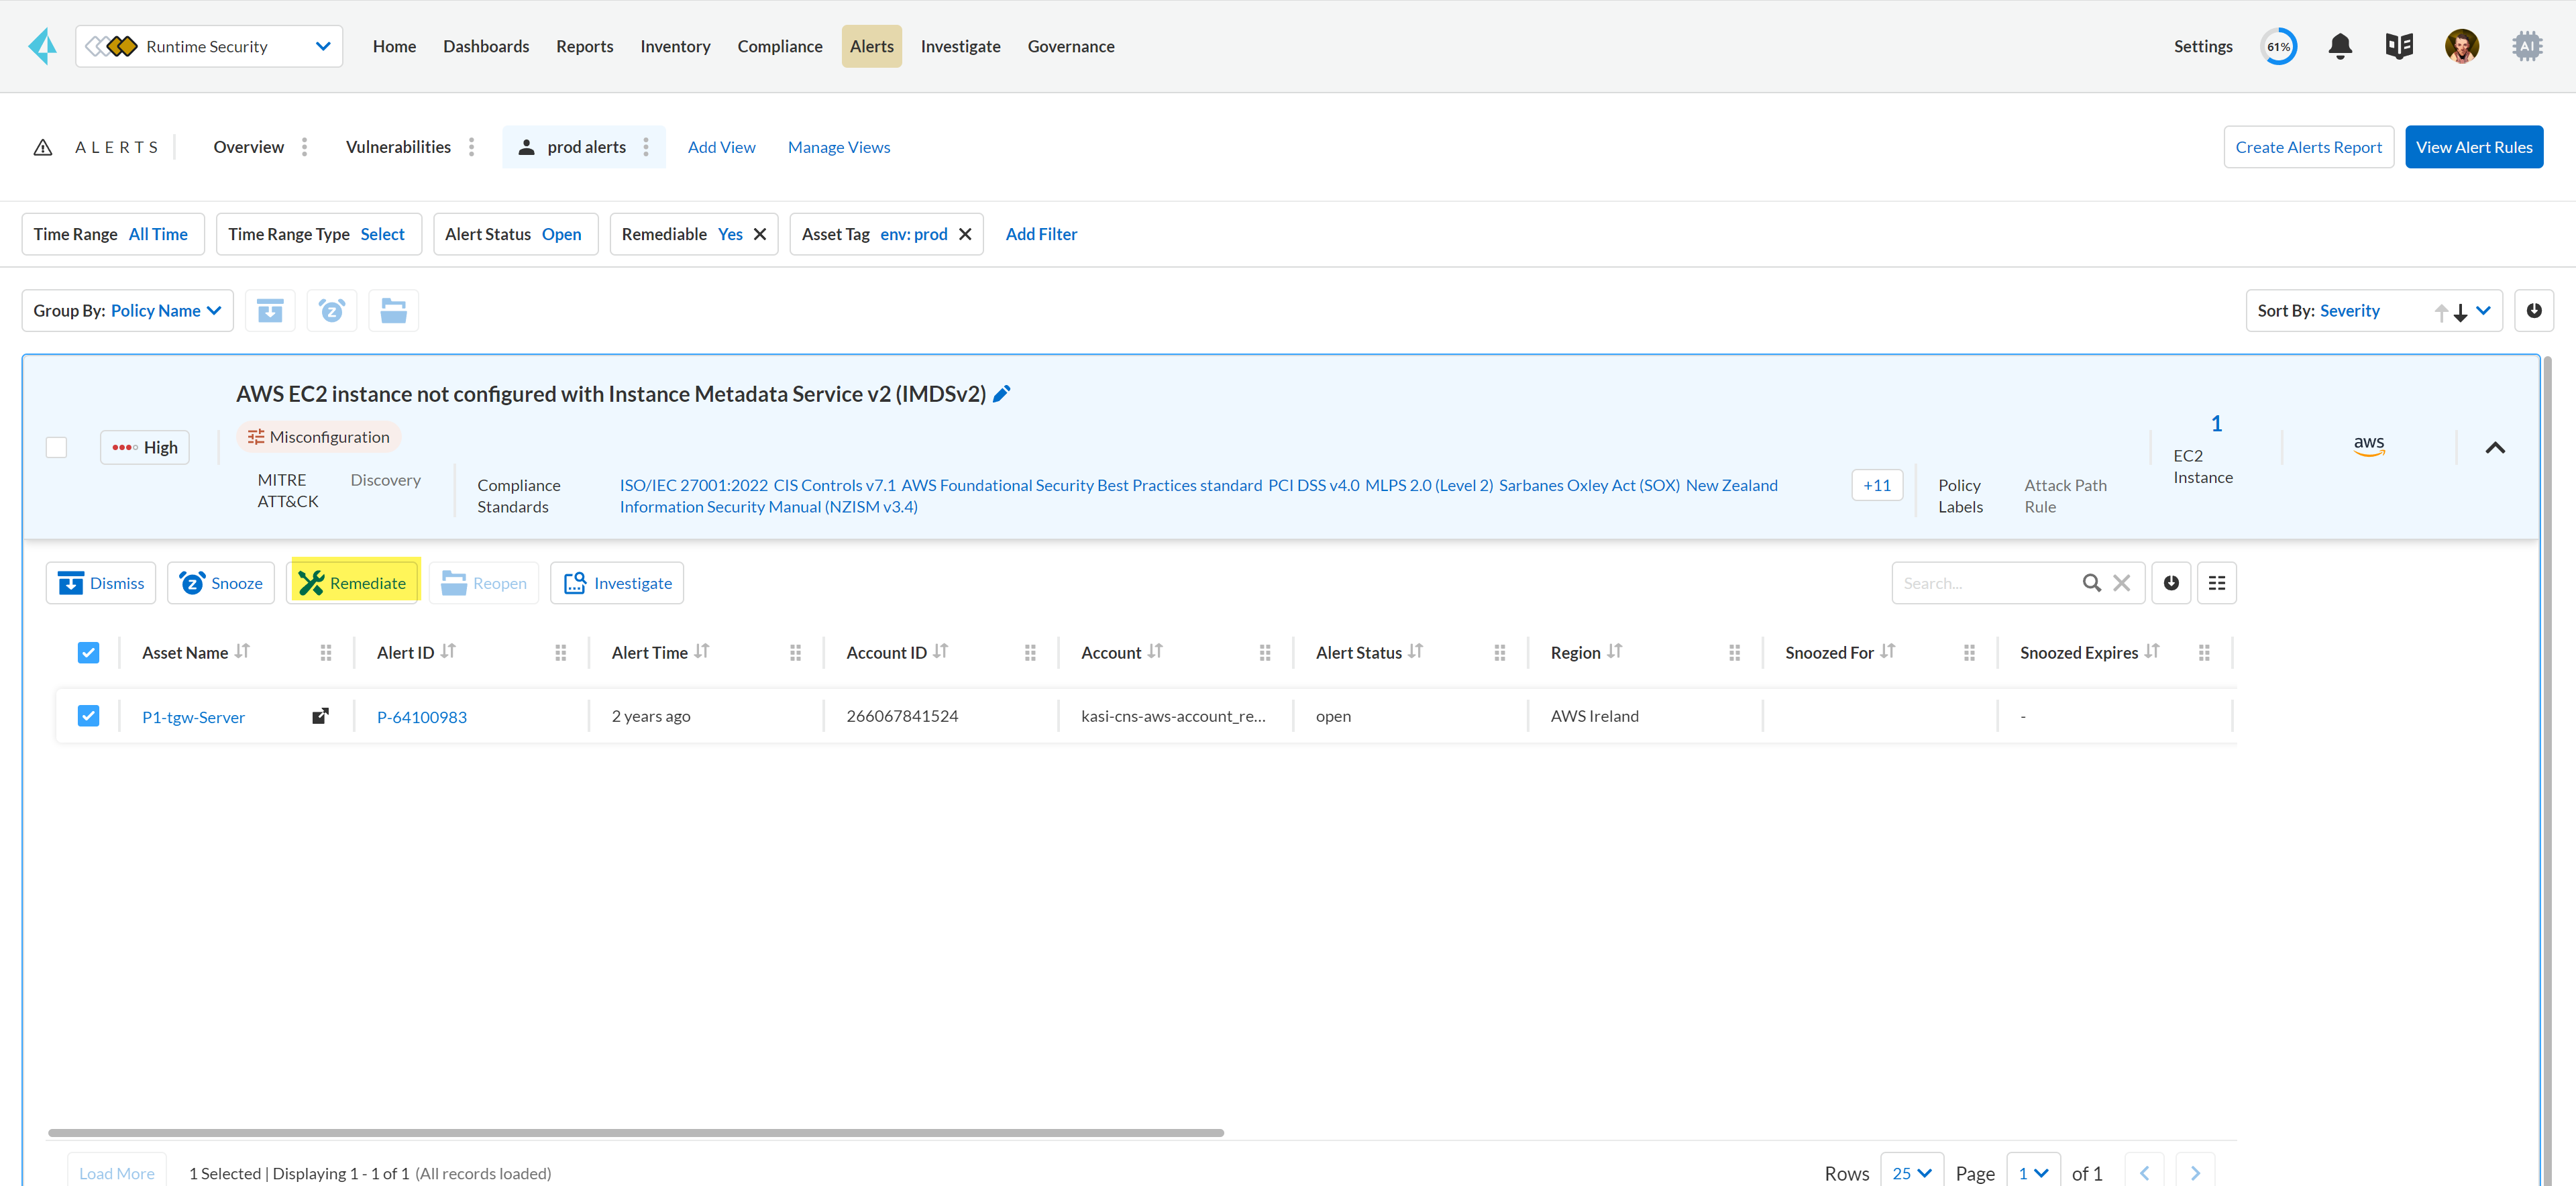 Runtime Security Home Dashboards Reports Inventory Compliance Alerts Investigate Governance Settings 61% AI
ALERTS Overview Vulnerabilities prod alerts Add View Manage Views Create Alerts Report View Alert Rules
Time Range All Time Time Range Type Select Alert Status Open Remediable Yes Asset Tag env: prod Add Filter
Group By: Policy Name Z Sort By: Severity
AWS EC2 instance not configured with Instance Metadata Service v2 (IMDSv2)
High Misconfiguration 1 aws
MITRE ATT&CK Discovery
Compliance Standards
ISO/IEC 27001:2022 CIS Controls v7.1 AWS Foundational Security Best Practices standard PCI DSS v4.0 MLPS 2.0 (Level 2) Sarbanes Oxley Act (SOX) New Zealand
Information Security Manual (NZISM v3.4)
+11
Policy Labels
Attack Path Rule
EC2 Instance
Dismiss Z Snooze Remediate Reopen Investigate Search...
Asset Name Alert ID Alert Time Account ID Account Alert Status Region Snoozed For Snoozed Expires
P1-tgw-Server P-64100983 2 years ago 266067841524 kasi-cns-aws-account_re... open AWS Ireland -
Load More 1 Selected | Displaying 1 - 1 of 1 (All records loaded) Rows 25 Page 1 of 1